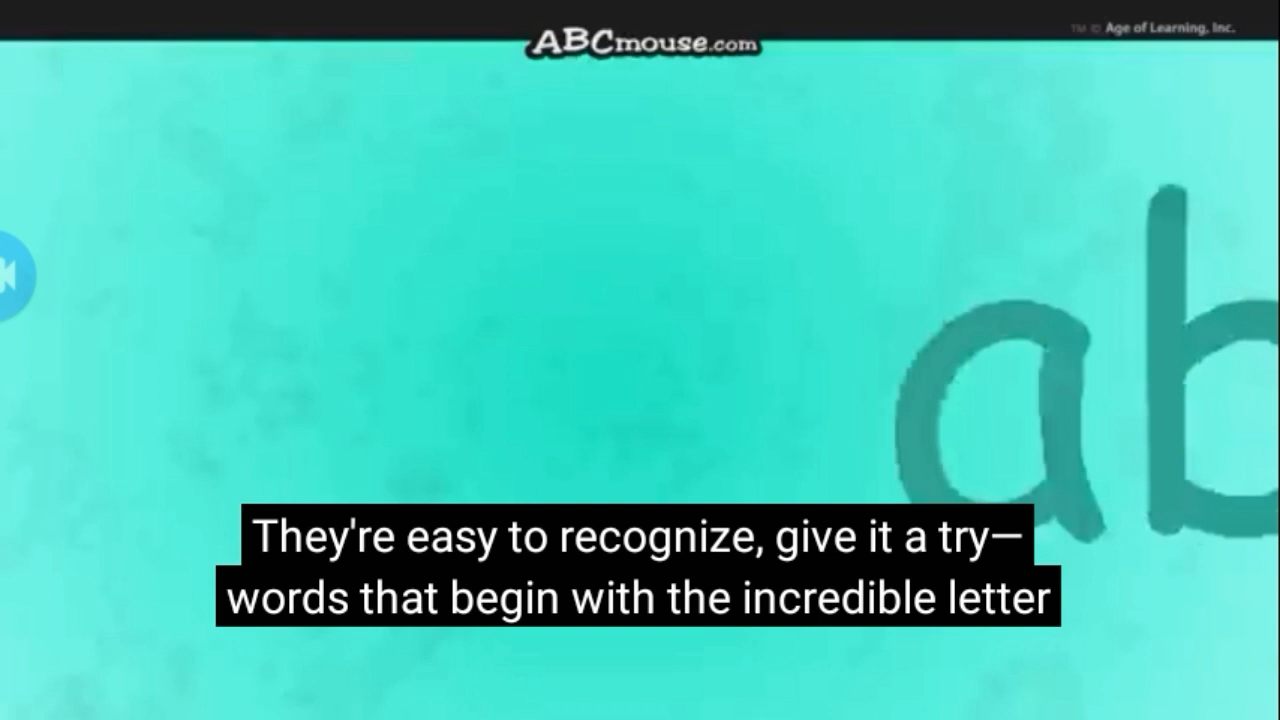 ABCmouse.com
TM © Age of Learning, Inc.
ab
They're easy to recognize, give it a try—
words that begin with the incredible letter